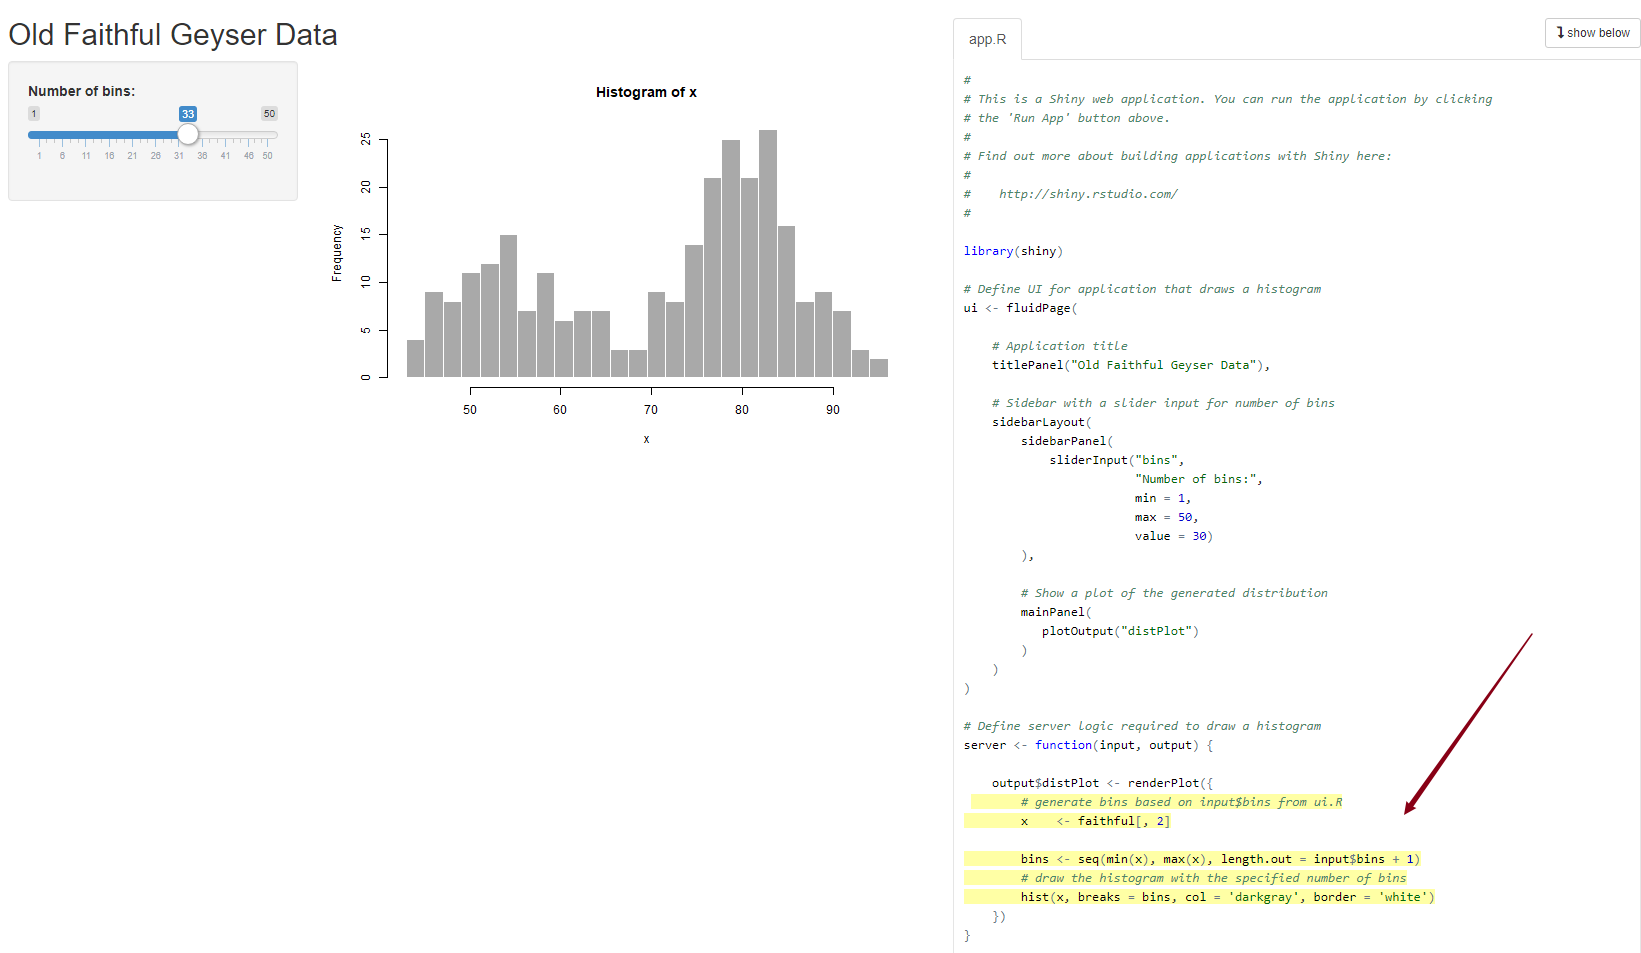 Old Faithful Geyser Data
Number of bins:
1 33 50
1 6 11 16 21 26 31 36 41 46 50
Histogram of x
Frequency
0 5 10 15 20 25
50 60 70 80 90
x
app.R
show below
#
# This is a Shiny web application. You can run the application by clicking
# the 'Run App' button above.
#
# Find out more about building applications with Shiny here:
#
#    http://shiny.rstudio.com/
#
library(shiny)
# Define UI for application that draws a histogram
ui <- fluidPage(
    # Application title
    titlePanel("Old Faithful Geyser Data"),
    # Sidebar with a slider input for number of bins
    sidebarLayout(
        sidebarPanel(
            sliderInput("bins",
                        "Number of bins:",
                        min = 1,
                        max = 50,
                        value = 30)
        ),
        # Show a plot of the generated distribution
        mainPanel(
           plotOutput("distPlot")
        )
    )
)
# Define server logic required to draw a histogram
server <- function(input, output) {
    output$distPlot <- renderPlot({
        # generate bins based on input$bins from ui.R
        x    <- faithful[, 2]
        bins <- seq(min(x), max(x), length.out = input$bins + 1)
        # draw the histogram with the specified number of bins
        hist(x, breaks = bins, col = 'darkgray', border = 'white')
    })
}